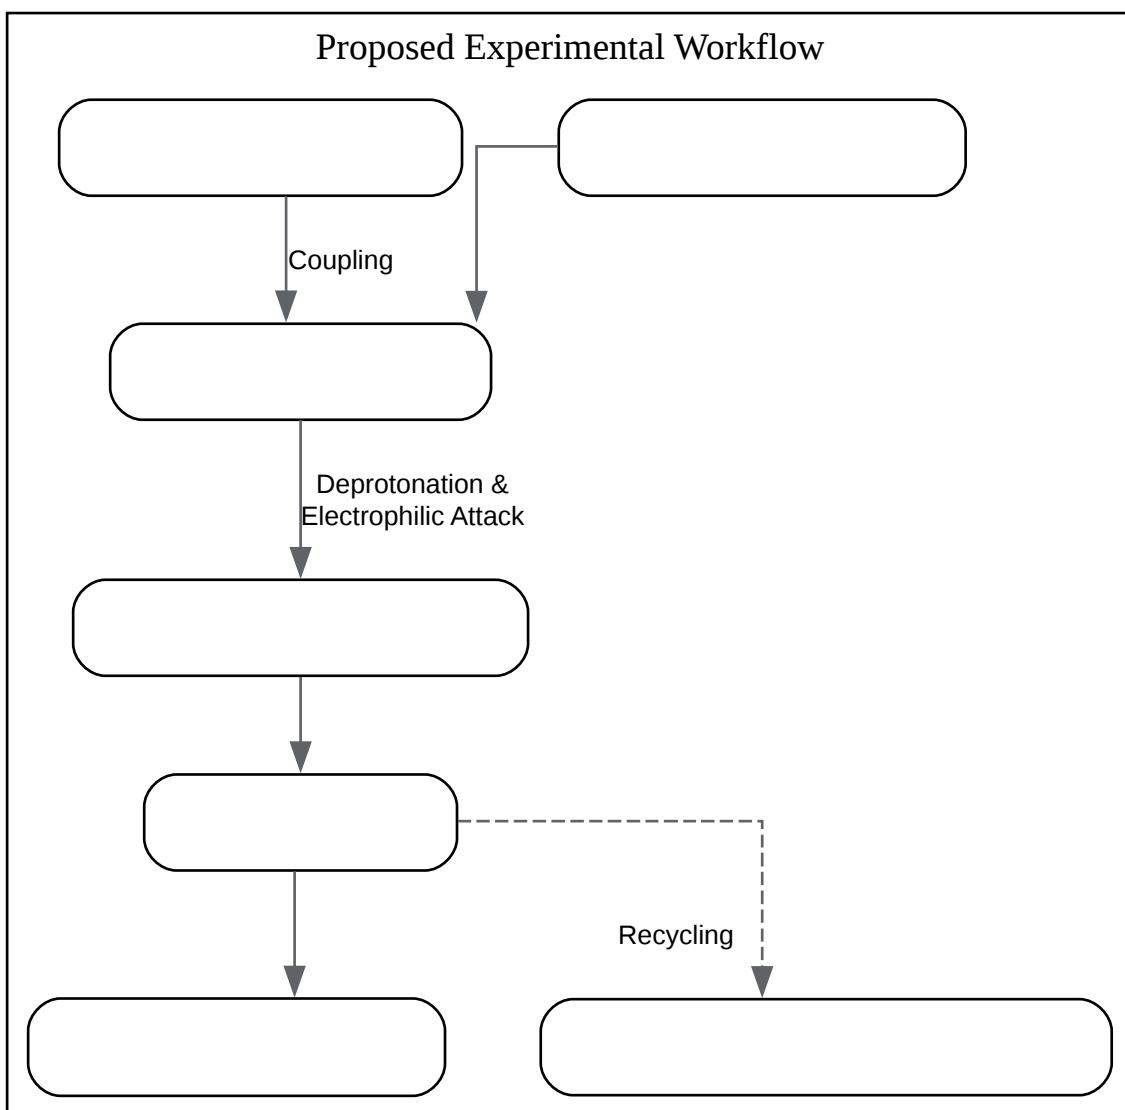 Proposed Experimental Workflow
Coupling
Deprotonation &
Electrophilic Attack
Recycling